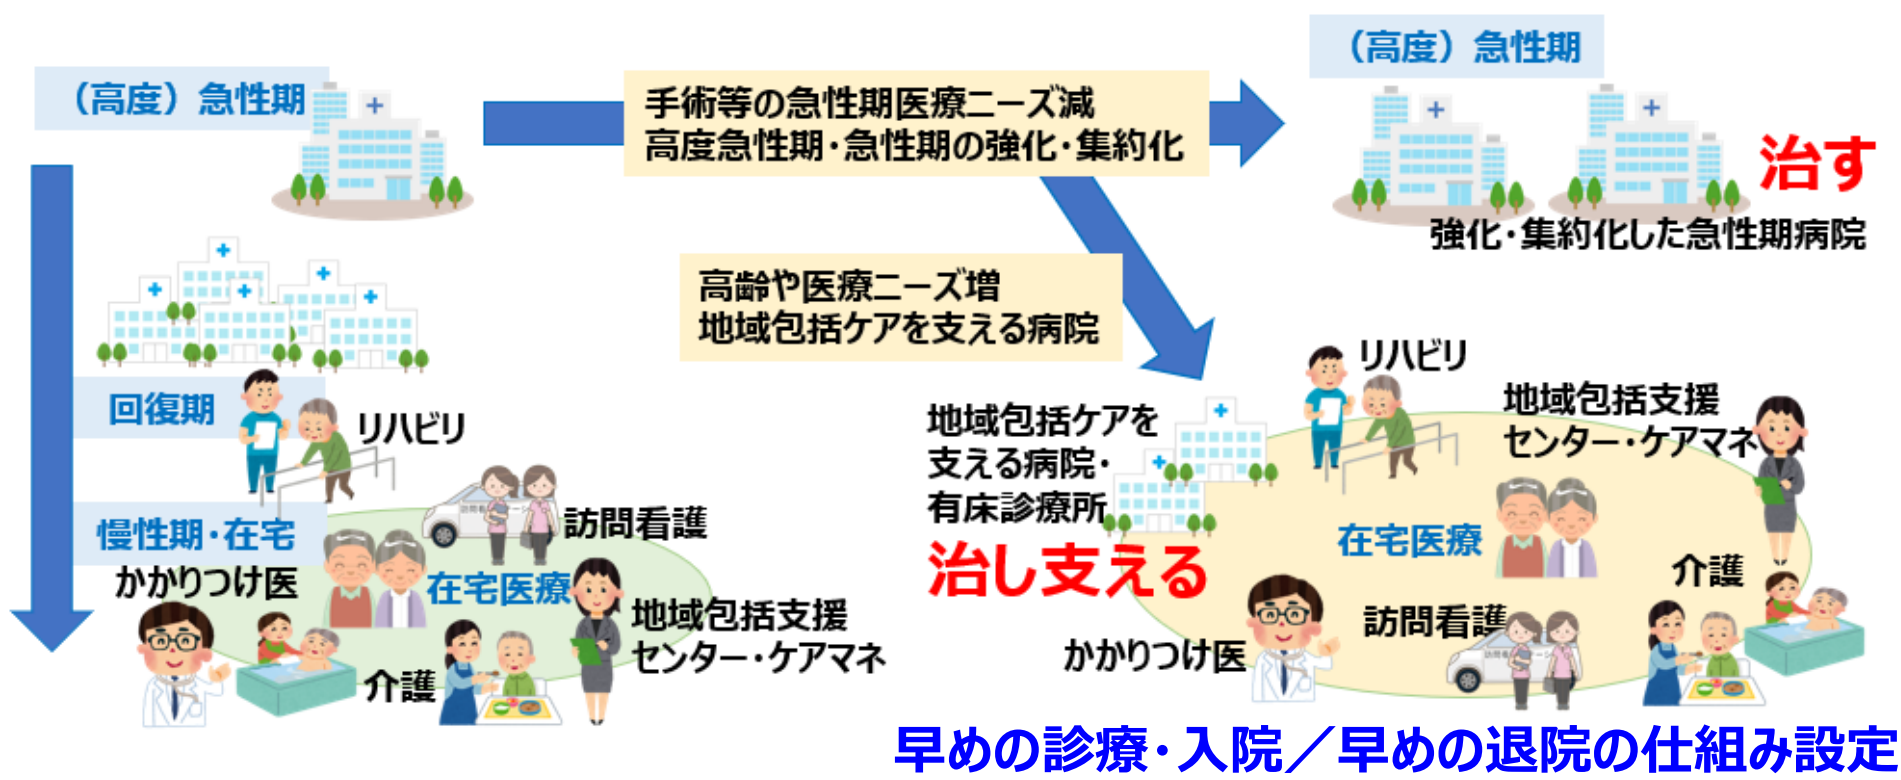 （高度）急性期
手術等の急性期医療ニーズ減
高度急性期・急性期の強化・集約化
（高度）急性期
治す
強化・集約化した急性期病院
高齢や医療ニーズ増
地域包括ケアを支える病院
回復期
リハビリ
慢性期・在宅
訪問看護
かかりつけ医
在宅医療
地域包括支援
センター・ケアマネ
介護
リハビリ
地域包括支援
センター・ケアマネ
地域包括ケアを
支える病院・
有床診療所
治し支える
在宅医療
介護
訪問看護
かかりつけ医
早めの診療・入院／早めの退院の仕組み設定